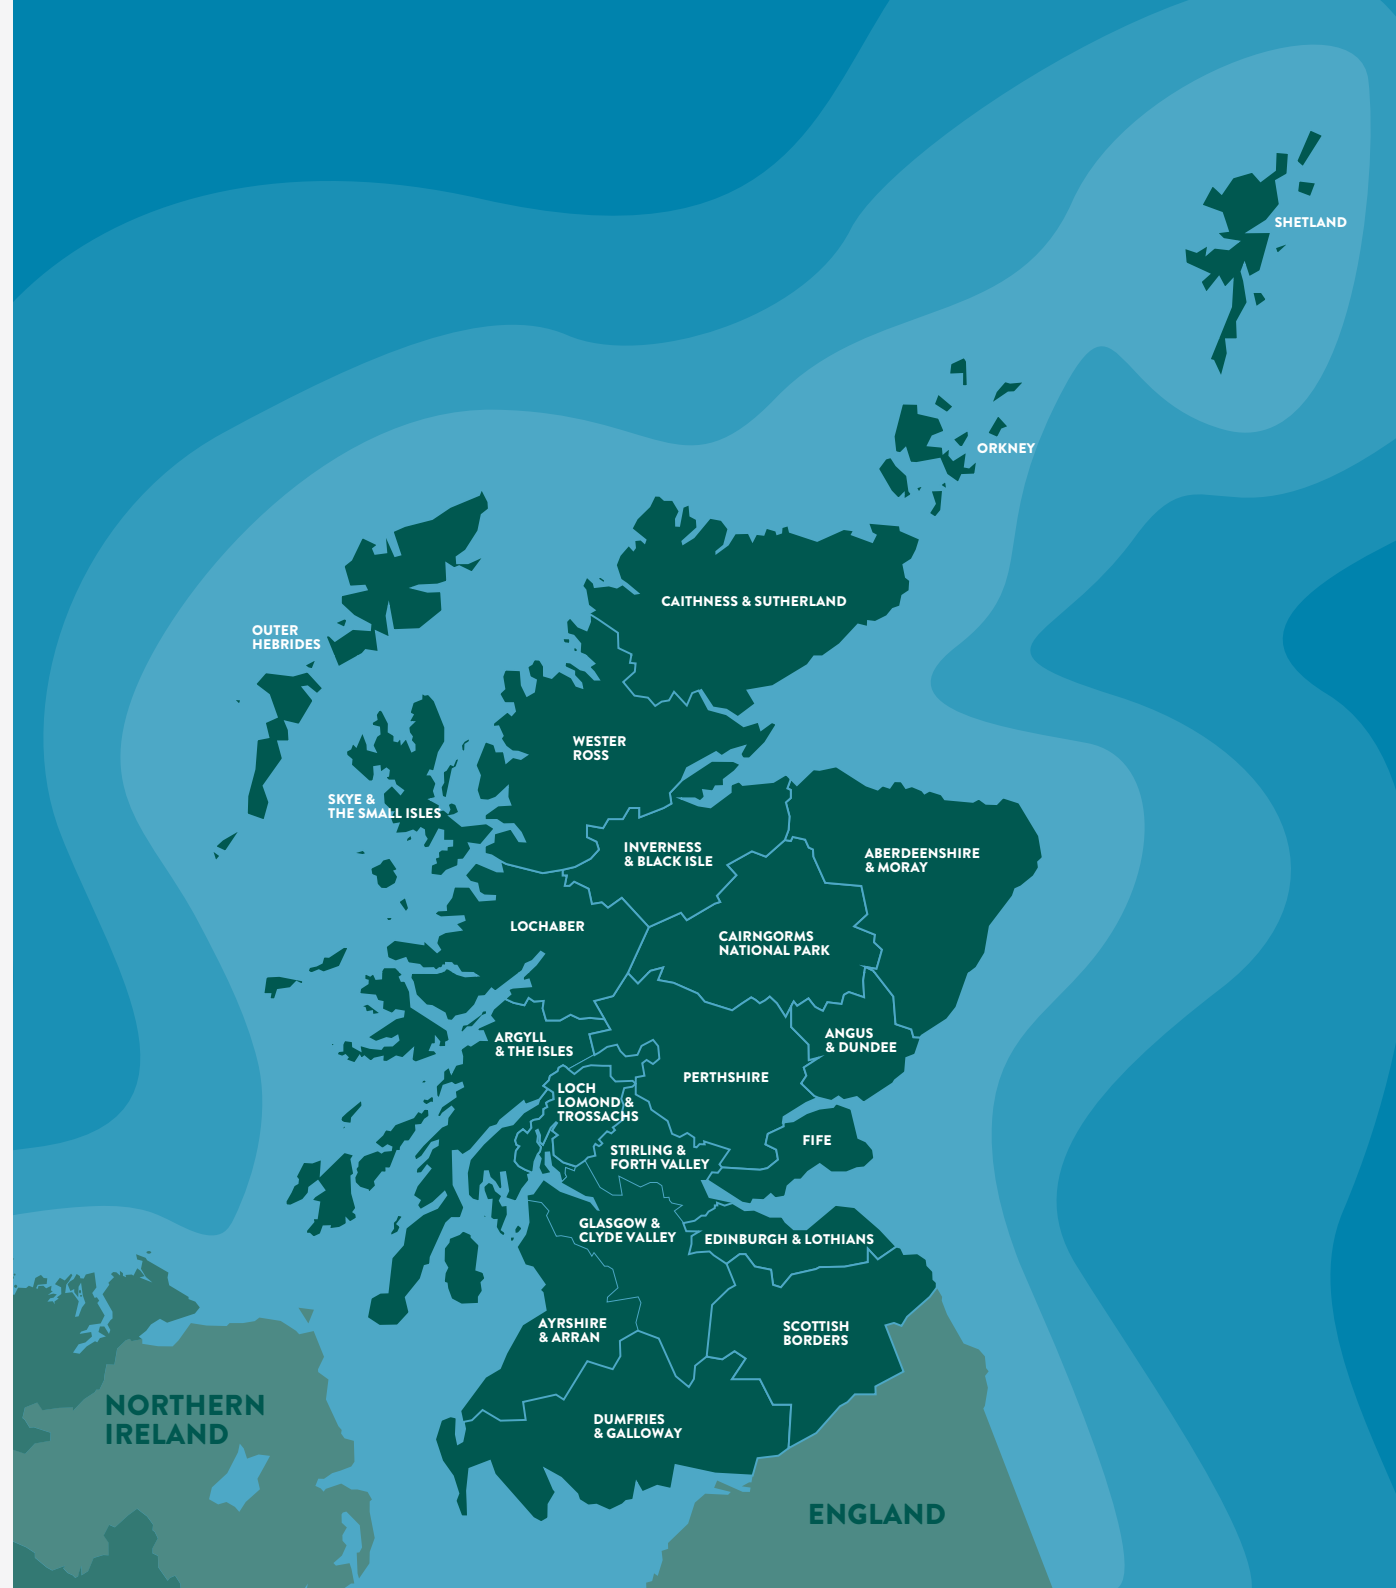 SHETLAND
ORKNEY
CAITHNESS & SUTHERLAND
OUTER
HEBRIDES
WESTER
ROSS
SKYE &
THE SMALL ISLES
INVERNESS
& BLACK ISLE
ABERDEENSHIRE
& MORAY
LOCHABER
CAIRNGORMS
NATIONAL PARK
ARGYLL
& THE ISLES
ANGUS
& DUNDEE
PERTHSHIRE
LOCH
LOMOND &
TROSSACHS
FIFE
STIRLING &
FORTH VALLEY
GLASGOW &
CLYDE VALLEY
EDINBURGH & LOTHIANS
AYRSHIRE
& ARRAN
SCOTTISH
BORDERS
NORTHERN
IRELAND
DUMFRIES
& GALLOWAY
ENGLAND